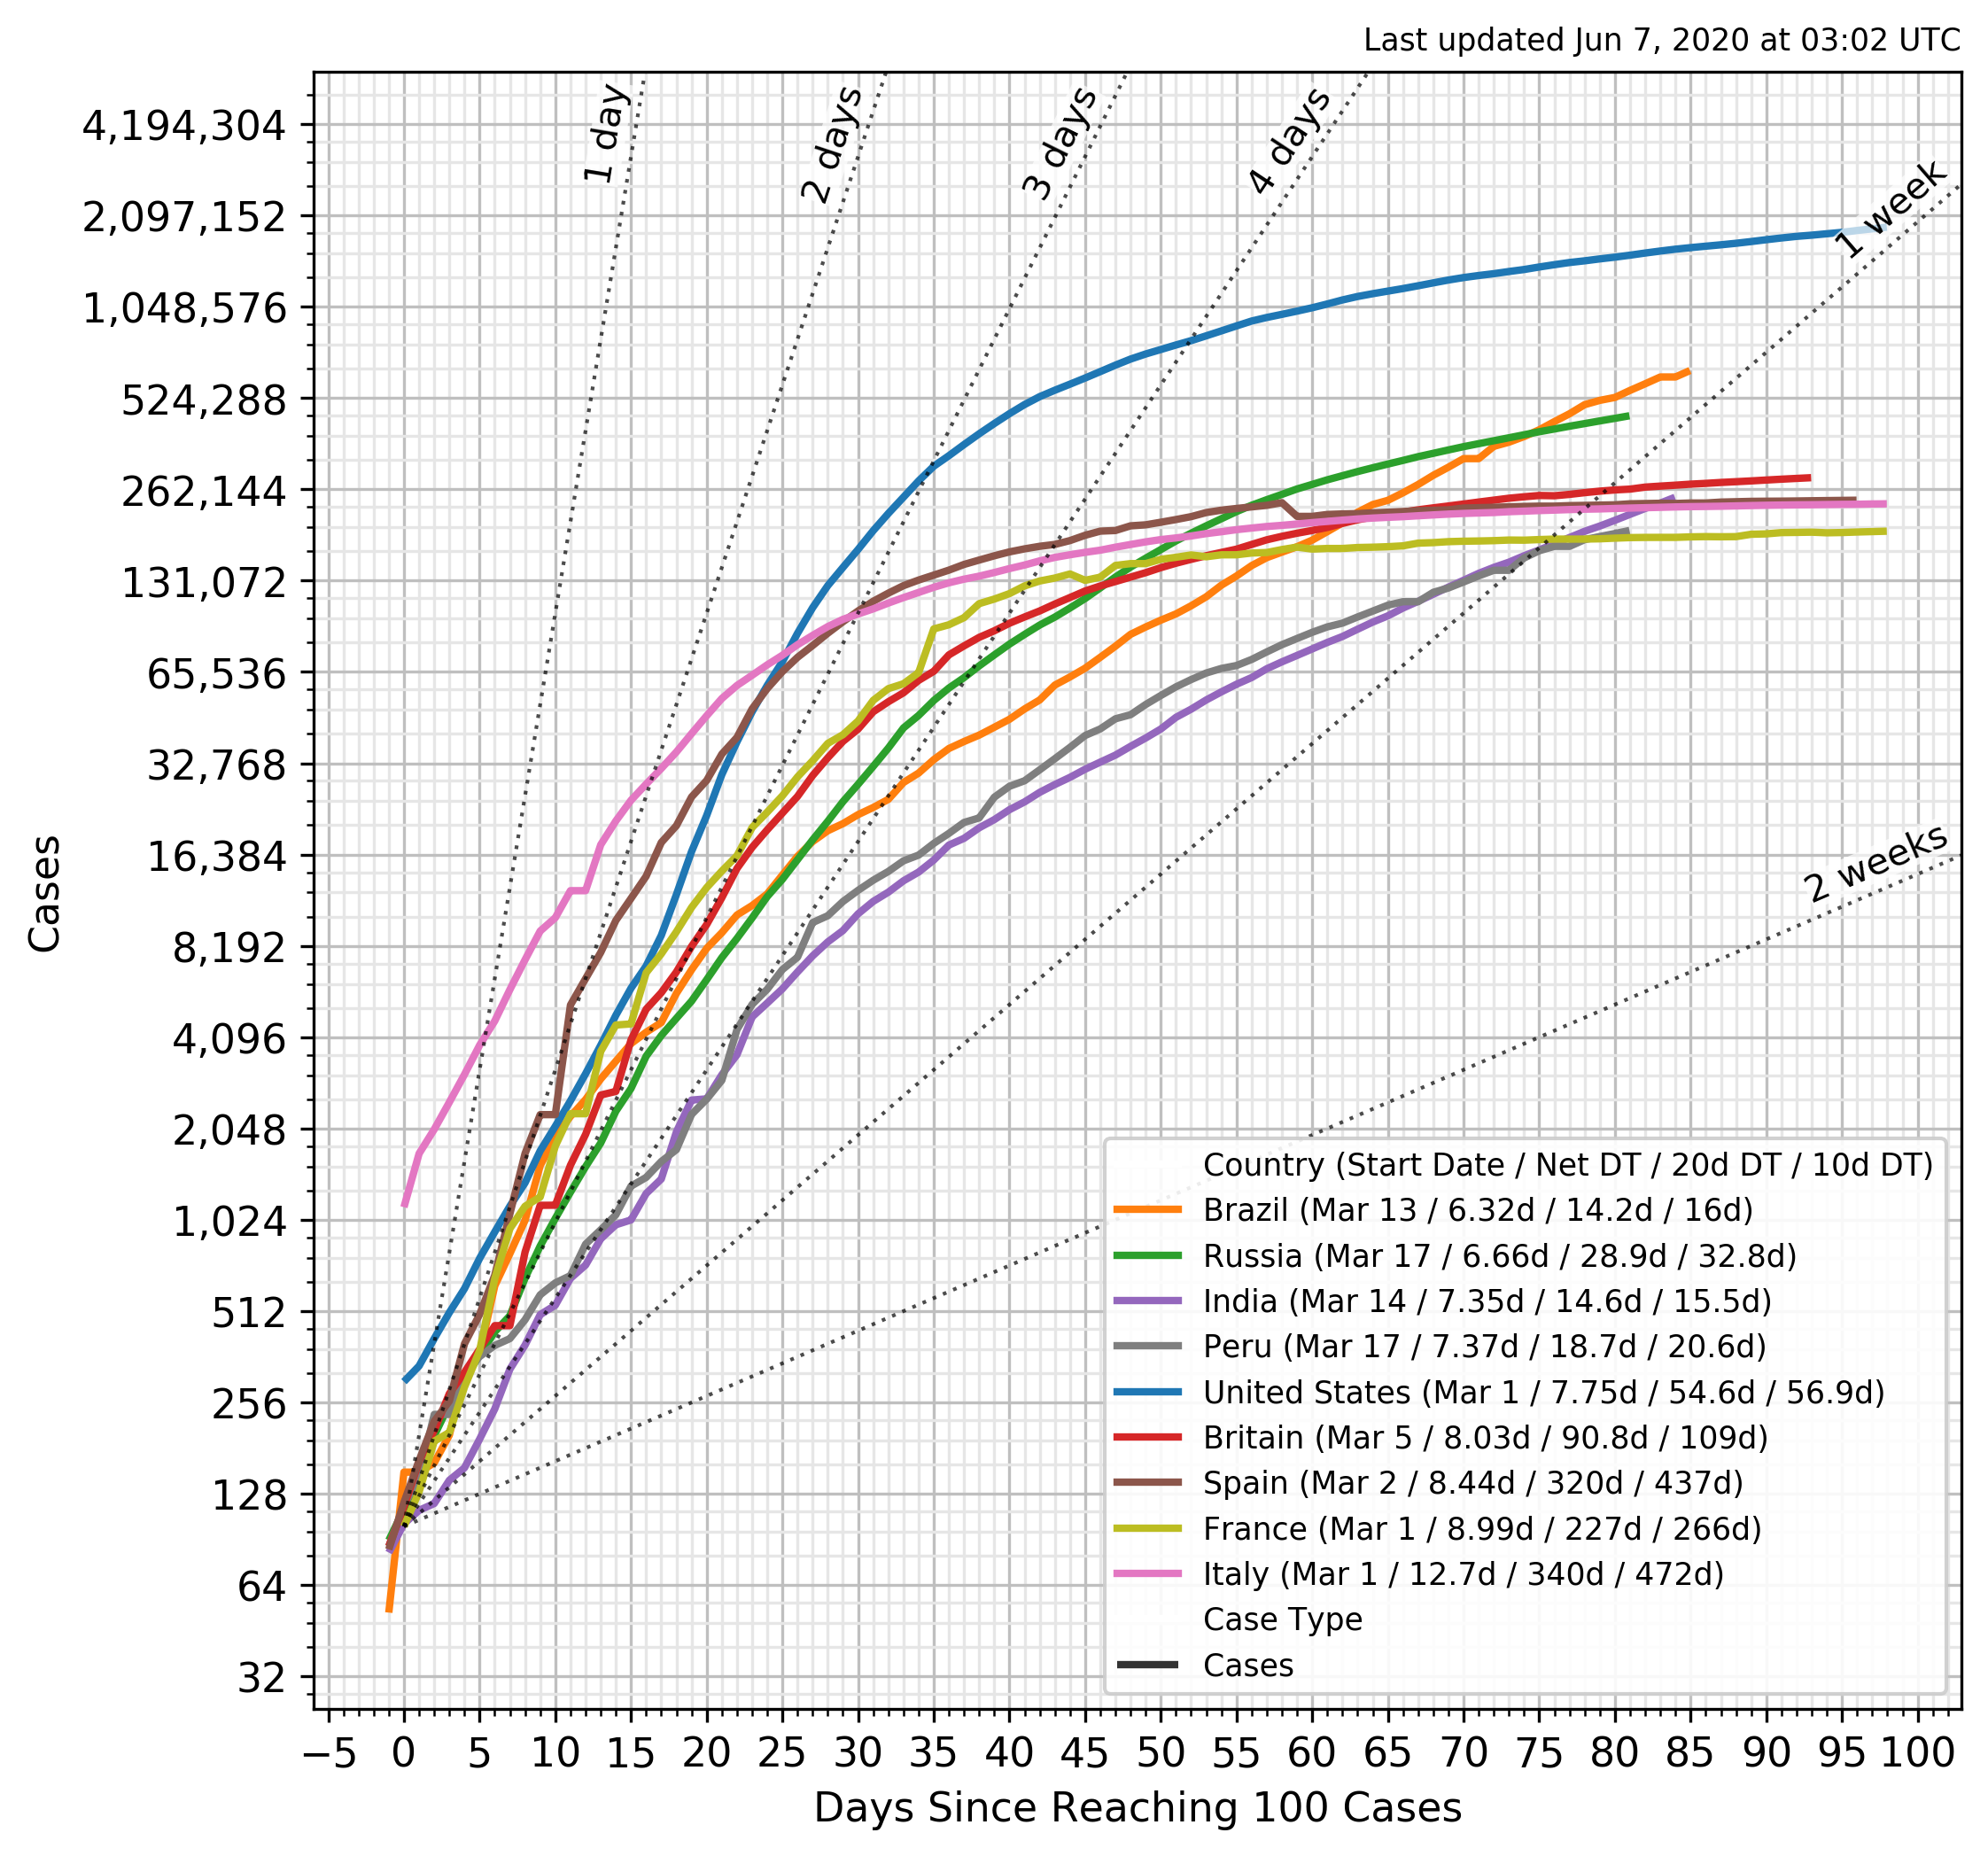 Last updated Jun 7, 2020 at 03:02 UTC
1 day
2 days
3 days
4 days
1 week
2 weeks
4,194,304
2,097,152
1,048,576
524,288
262,144
131,072
65,536
32,768
16,384
8,192
4,096
2,048
1,024
512
256
128
64
32
Cases
Country (Start Date / Net DT / 20d DT / 10d DT)
Brazil (Mar 13 / 6.32d / 14.2d / 16d)
Russia (Mar 17 / 6.66d / 28.9d / 32.8d)
India (Mar 14 / 7.35d / 14.6d / 15.5d)
Peru (Mar 17 / 7.37d / 18.7d / 20.6d)
United States (Mar 1 / 7.75d / 54.6d / 56.9d)
Britain (Mar 5 / 8.03d / 90.8d / 109d)
Spain (Mar 2 / 8.44d / 320d / 437d)
France (Mar 1 / 8.99d / 227d / 266d)
Italy (Mar 1 / 12.7d / 340d / 472d)
Case Type
Cases
−5 0 5 10 15 20 25 30 35 40 45 50 55 60 65 70 75 80 85 90 95 100
Days Since Reaching 100 Cases